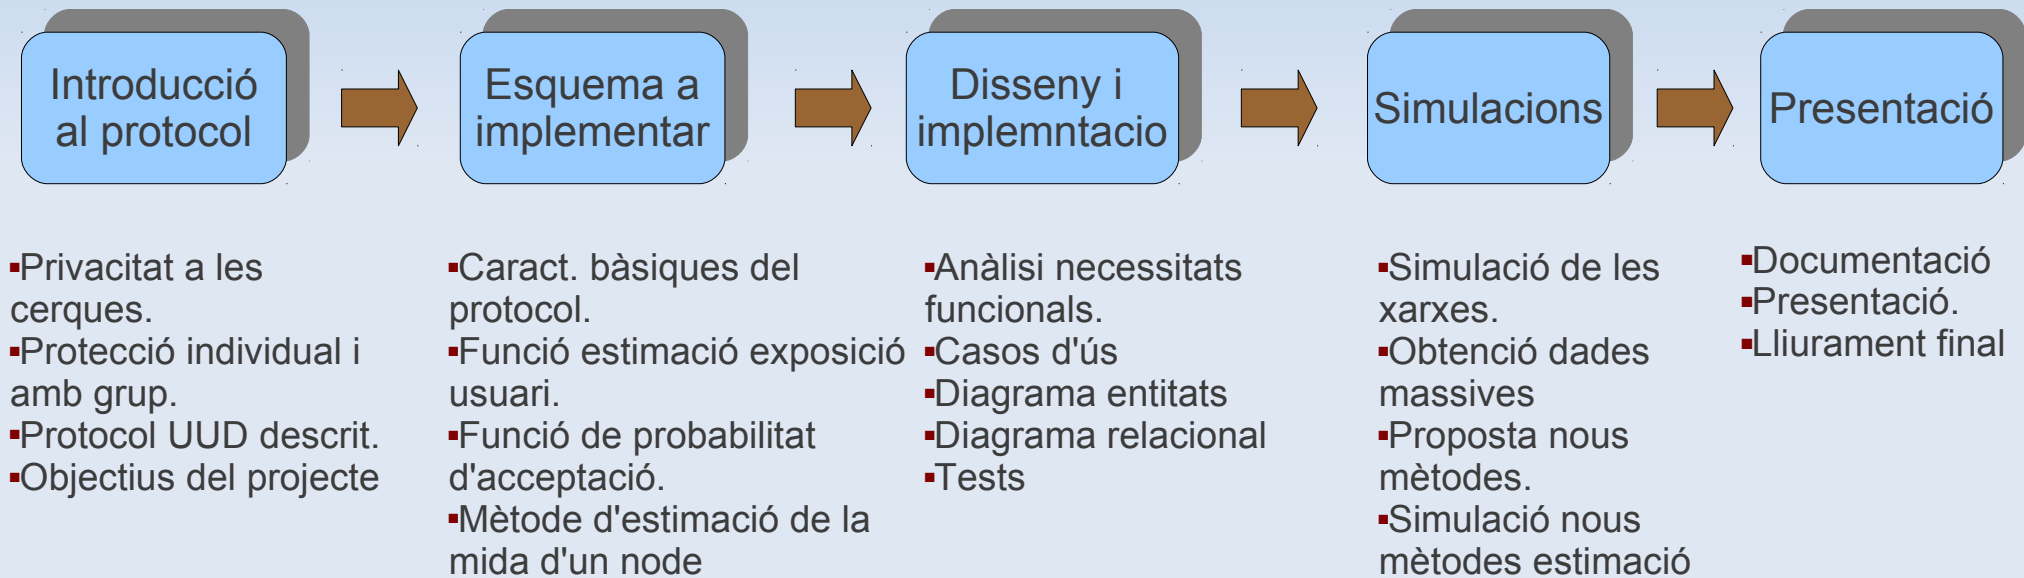 Introducció
al protocol
Esquema a
implementar
Disseny i
implemntacio
Simulacions
Presentació
▪Privacitat a les
cerques.
▪Protecció individual i
amb grup.
▪Protocol UUD descrit.
▪Objectius del projecte
▪Caract. bàsiques del
protocol.
▪Funció estimació exposició
usuari.
▪Funció de probabilitat
d'acceptació.
▪Mètode d'estimació de la
mida d'un node
▪Anàlisi necessitats
funcionals.
▪Casos d'ús
▪Diagrama entitats
▪Diagrama relacional
▪Tests
▪Simulació de les
xarxes.
▪Obtenció dades
massives
▪Proposta nous
mètodes.
▪Simulació nous
mètodes estimació
▪Documentació
▪Presentació.
▪Lliurament final